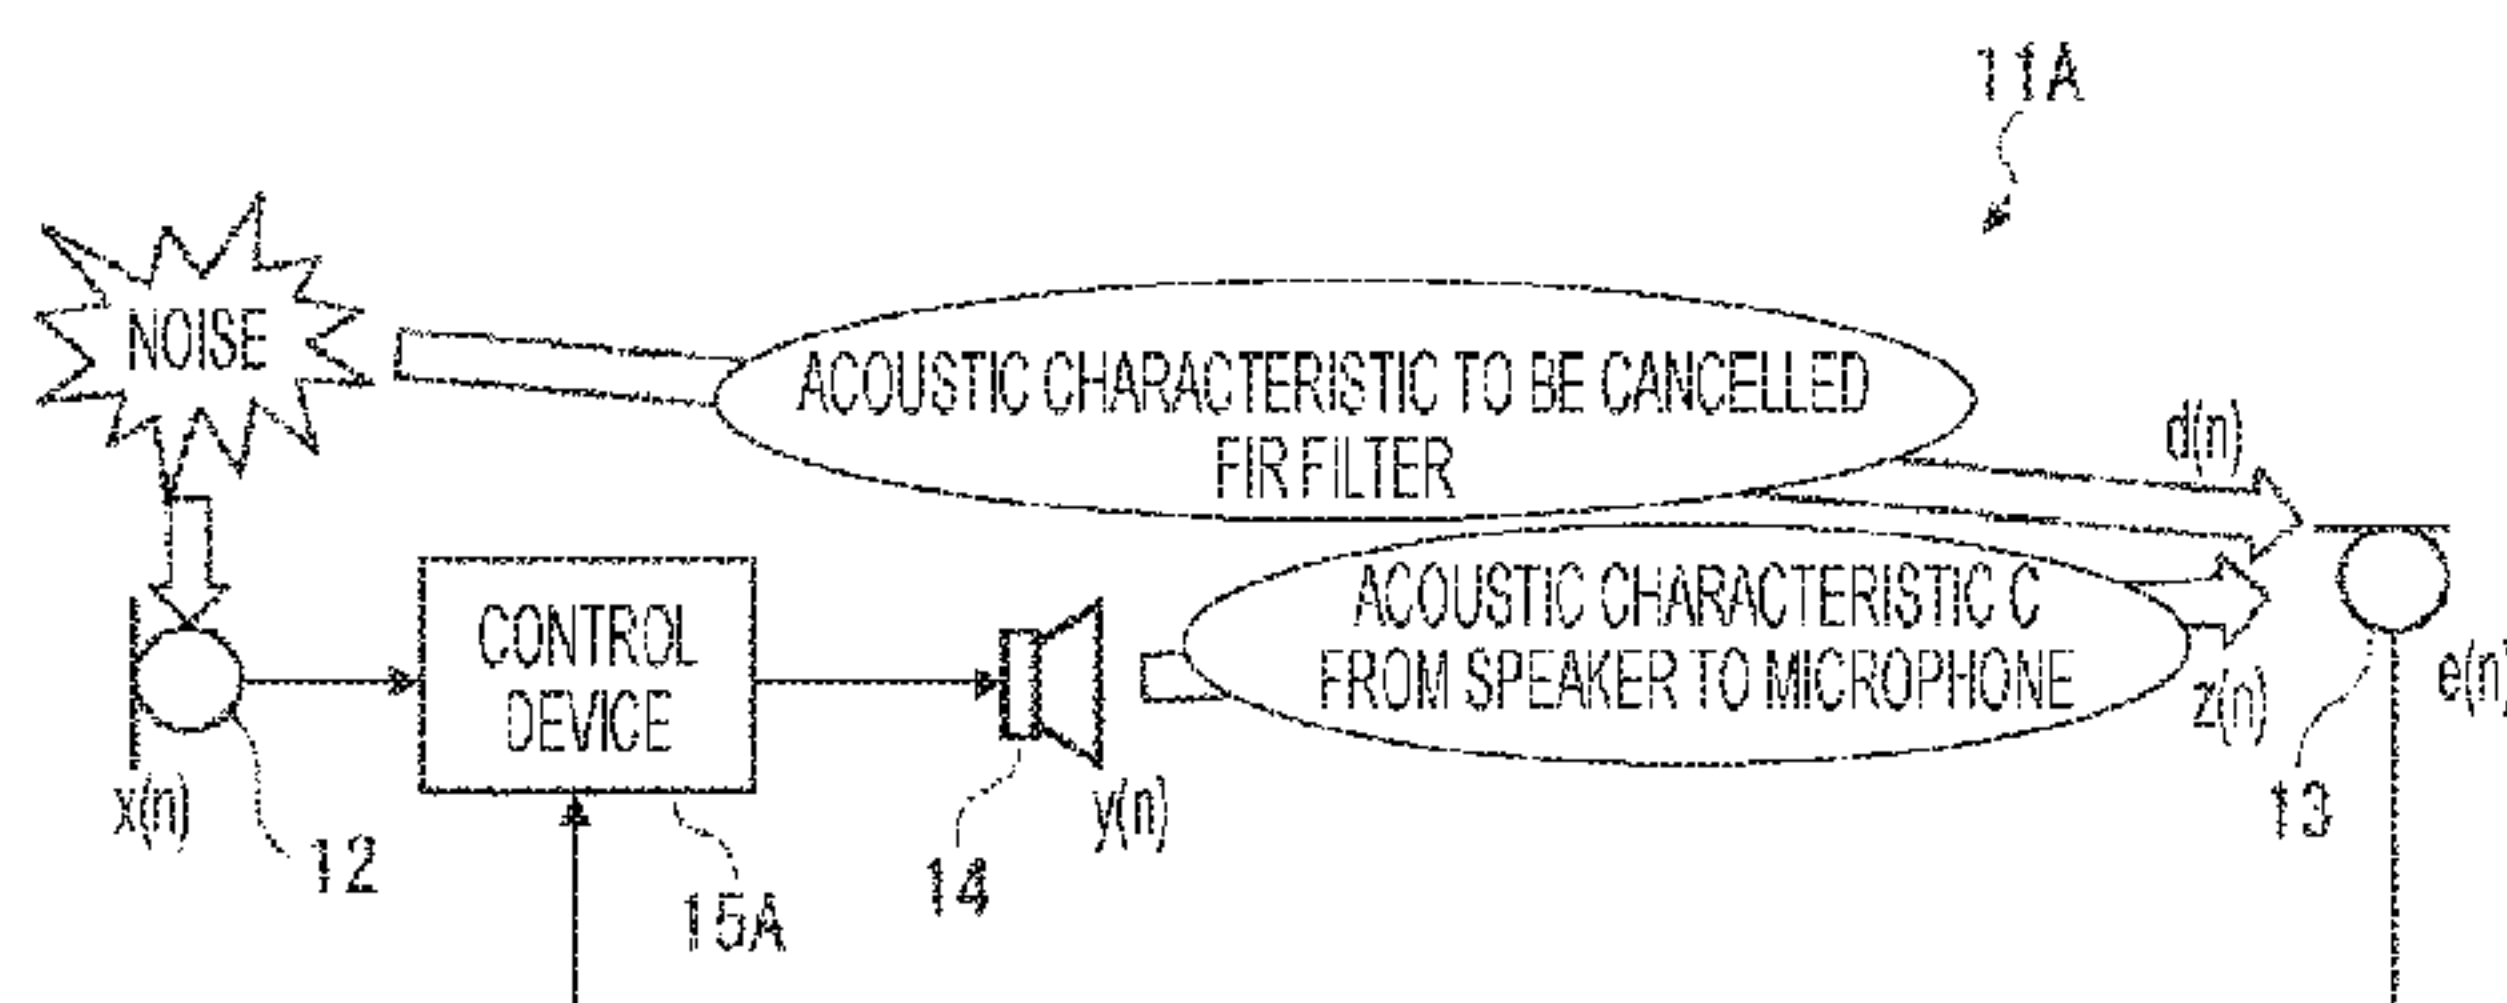 11A
NOISE
ACOUSTIC CHARACTERISTIC TO BE CANCELLED
FIR FILTER
d(n)
CONTROL
DEVICE
ACOUSTIC CHARACTERISTIC C
FROM SPEAKER TO MICROPHONE
x(n)
12
15A
14
y(n)
z(n)
13
e(n)